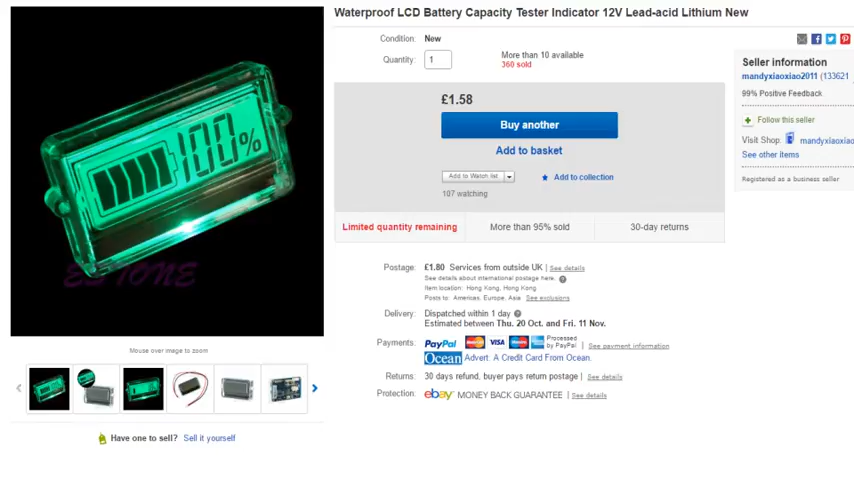 Waterproof LCD Battery Capacity Tester Indicator 12V Lead-acid Lithium New
Condition: New
Quantity: 1
More than 10 available
360 sold
£1.58
Buy another
Add to basket
Add to Watch list
Add to collection
107 watching
Limited quantity remaining
More than 95% sold
30-day returns
Postage: £1.80 Services from outside UK | See details
See details about international postage here.
Item location: Hong Kong, Hong Kong
Posts to: Americas, Europe, Asia See exclusions
Delivery: Dispatched within 1 day
Estimated between Thu. 20 Oct. and Fri. 11 Nov.
Payments: PayPal MasterCard VISA Processed by PayPal | See payment information
Ocean Advert: A Credit Card From Ocean.
Returns: 30 days refund, buyer pays return postage | See details
Protection: ebay MONEY BACK GUARANTEE | See details
Seller information
mandyxiaoxiao2011 (133621
99% Positive Feedback
Follow this seller
Visit Shop: mandyxiaoxiao
See other items
Registered as a business seller
100%
Mouse over image to zoom
Have one to sell? Sell it yourself